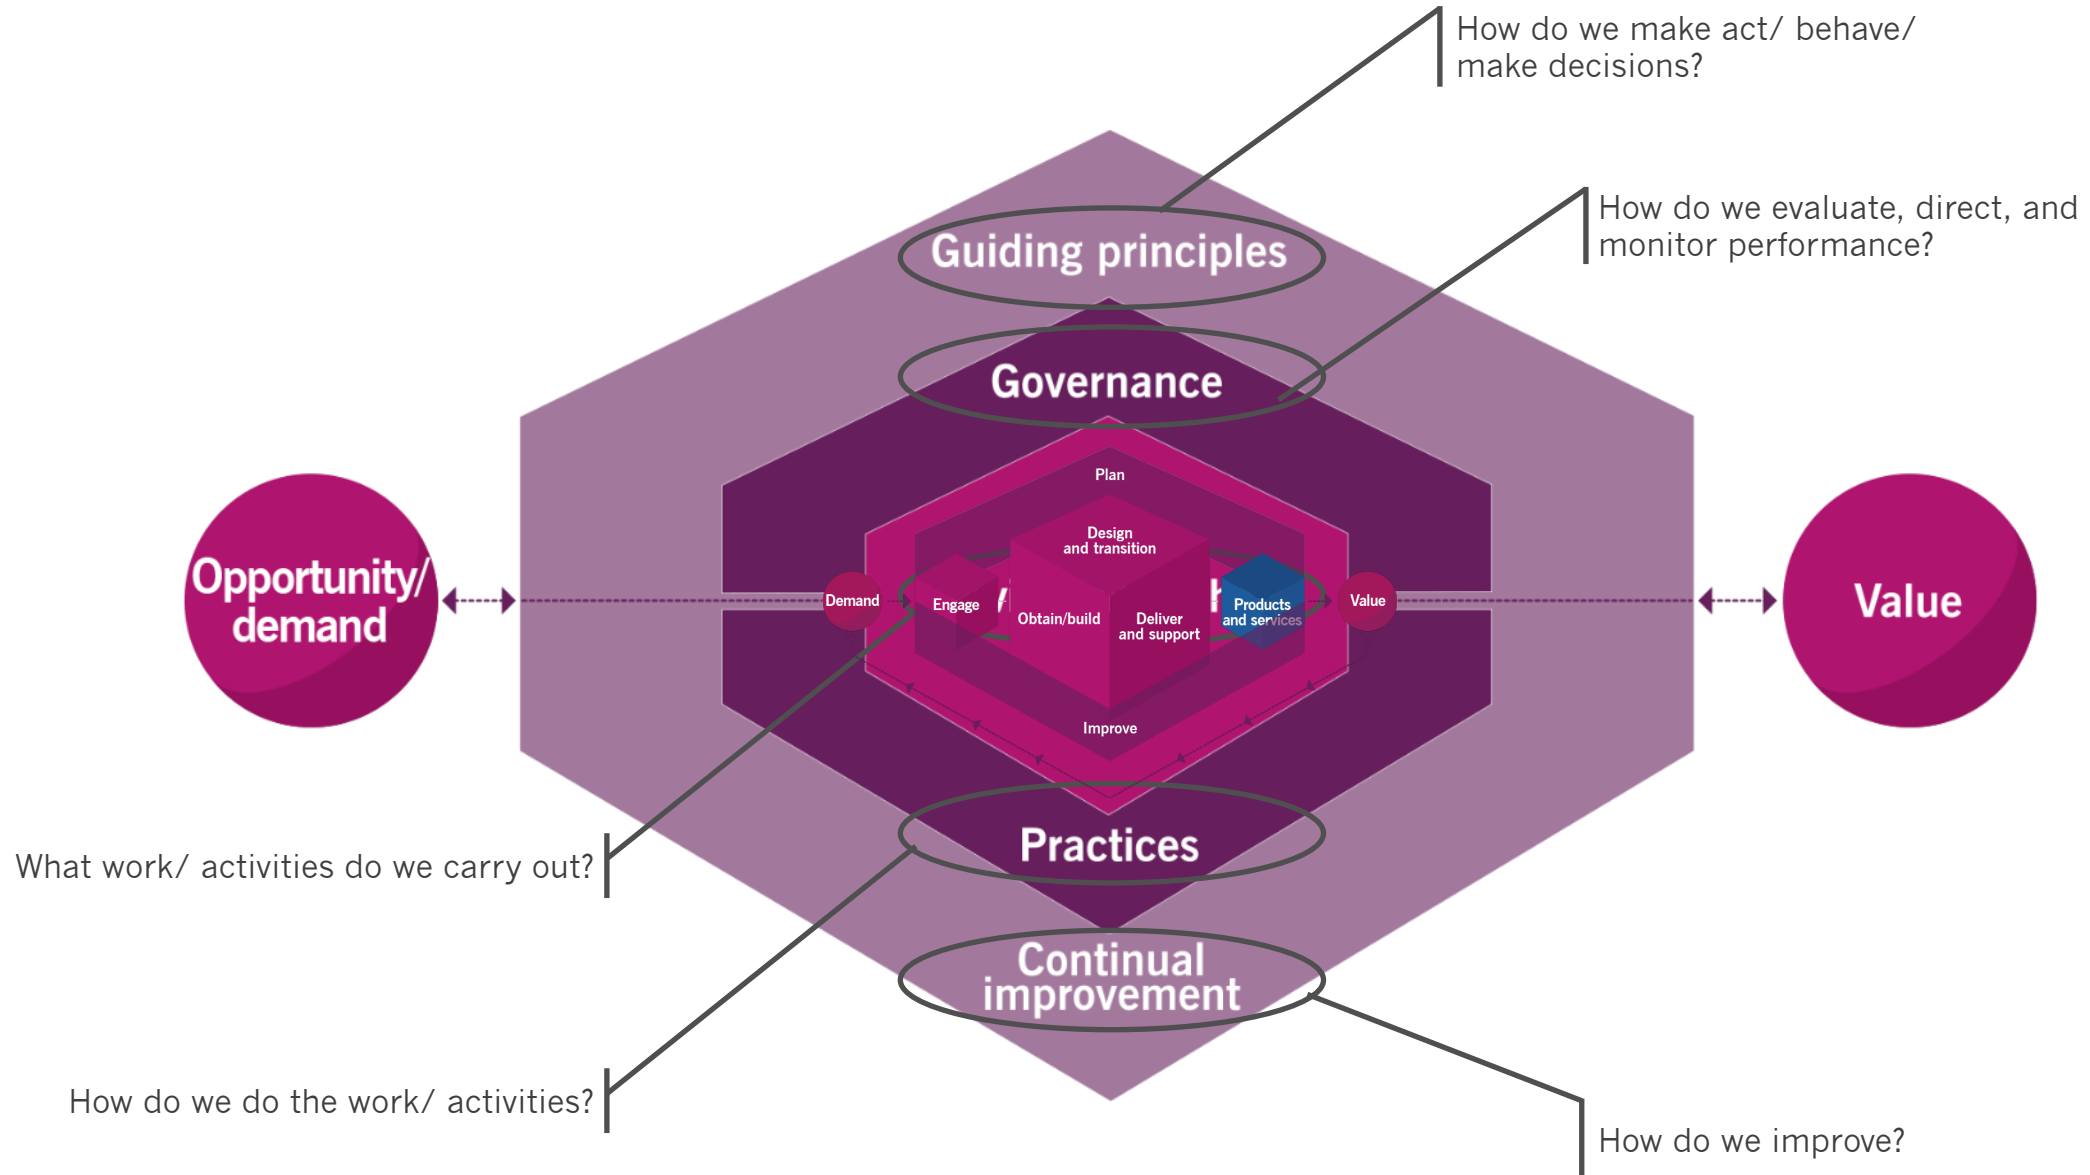 How do we make act/ behave/
make decisions?
How do we evaluate, direct, and
monitor performance?
Guiding principles
Governance
Plan
Design
and transition
Opportunity/
demand
Demand
Engage
Obtain/build
Deliver
and support
Products
and services
Value
Value
Improve
Practices
What work/ activities do we carry out?
Continual
improvement
How do we do the work/ activities?
How do we improve?